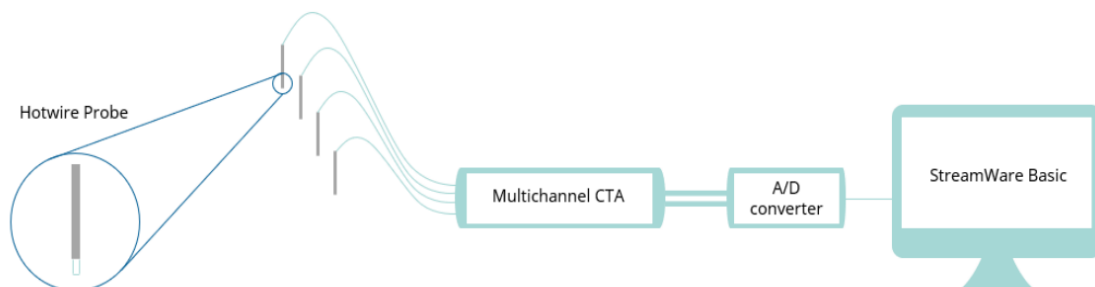 Hotwire Probe
Multichannel CTA
A/D
converter
StreamWare Basic